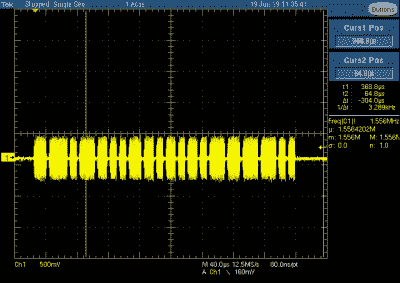 Tek Stopped Single Seq 1 Acqs 19 Jun 19 11:05:41
Buttons
Curs1 Pos
368.8µs
Curs2 Pos
64.8µs
t1: 368.8µs
t2: 64.8µs
Δt: -304.0µs
1/Δt: 3.289kHz
Freq(C1)I 1.556MHz
µ: 1.5564202M
m: 1.556M M: 1.556M
σ: 0.0 n: 1.0
1
Ch1 500mV M 40.0µs 12.5MS/s 80.0ns/pt
A Ch1 \ 160mV